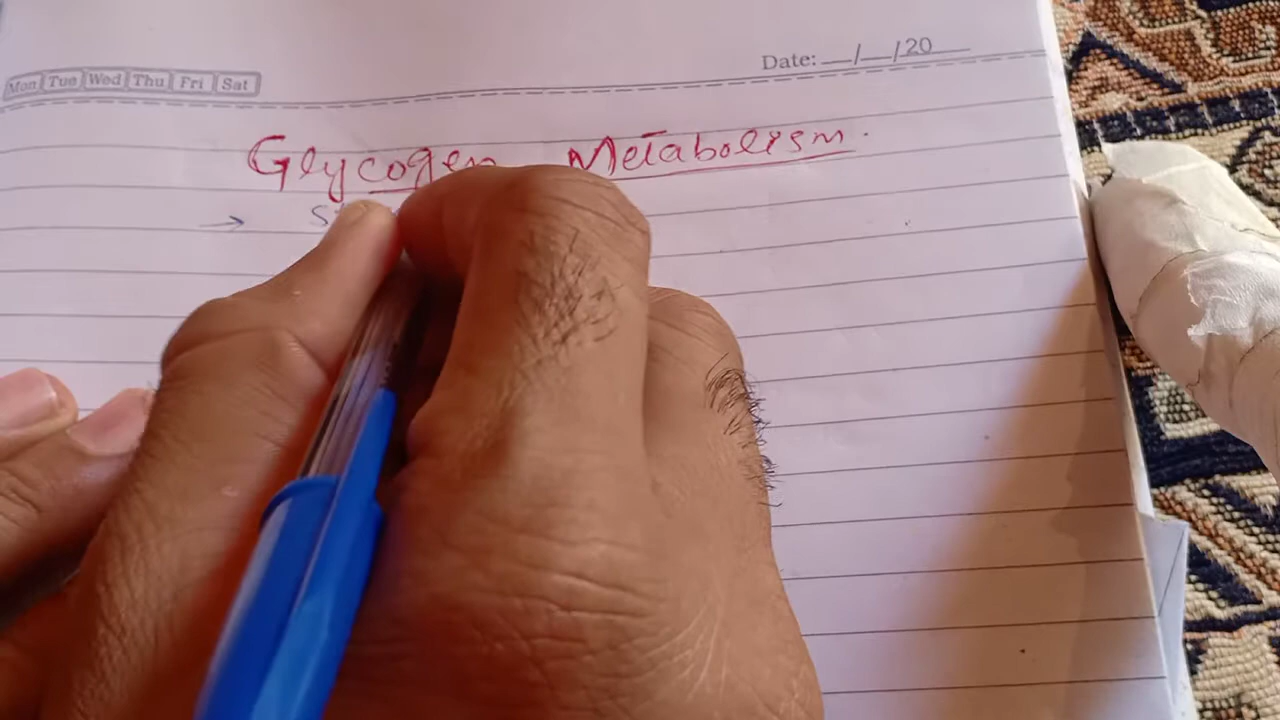 Mon Tue Wed Thu Fri Sat
Date: __/__/20
Glycogen Metabolism.
→